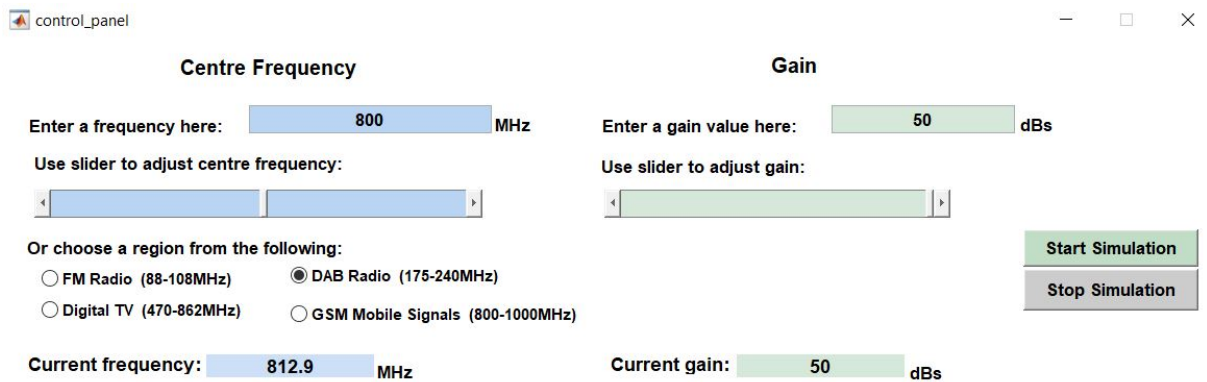 control_panel
Centre Frequency
Gain
Enter a frequency here: 800 MHz
Enter a gain value here: 50 dBs
Use slider to adjust centre frequency:
Use slider to adjust gain:
Or choose a region from the following:
FM Radio (88-108MHz)
DAB Radio (175-240MHz)
Digital TV (470-862MHz)
GSM Mobile Signals (800-1000MHz)
Start Simulation
Stop Simulation
Current frequency: 812.9 MHz
Current gain: 50 dBs